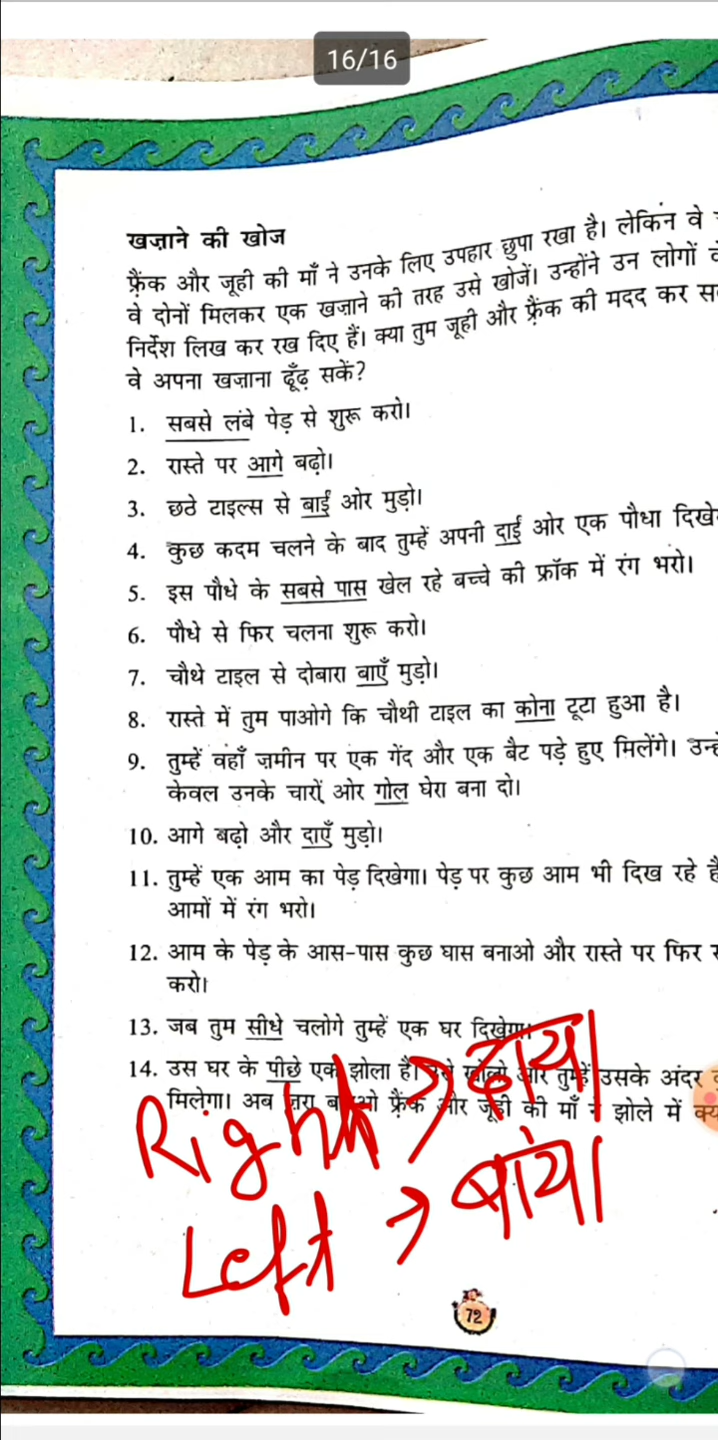 16/16
खज़ाने की खोज
फ्रैंक और जूही की माँ ने उनके लिए उपहार छुपा रखा है। लेकिन वे
वे दोनों मिलकर एक खज़ाने की तरह उसे खोजें। उन्होंने उन लोगों
निर्देश लिख कर रख दिए हैं। क्या तुम जूही और फ्रैंक की मदद कर
वे अपना खज़ाना ढूँढ़ सकें?
1. सबसे लंबे पेड़ से शुरू करो।
2. रास्ते पर आगे बढ़ो।
3. छठे टाइल्स से बाईं ओर मुड़ो।
4. कुछ कदम चलने के बाद तुम्हें अपनी दाईं ओर एक पौधा दिखे
5. इस पौधे के सबसे पास खेल रहे बच्चे की फ्रॉक में रंग भरो।
6. पौधे से फिर चलना शुरू करो।
7. चौथे टाइल से दोबारा बाएँ मुड़ो।
8. रास्ते में तुम पाओगे कि चौथी टाइल का कोना टूटा हुआ है।
9. तुम्हें वहाँ ज़मीन पर एक गेंद और एक बैट पड़े हुए मिलेंगे।
केवल उनके चारों ओर गोल घेरा बना दो।
10. आगे बढ़ो और दाएँ मुड़ो।
11. तुम्हें एक आम का पेड़ दिखेगा। पेड़ पर कुछ आम भी दिख रहे
आमों में रंग भरो।
12. आम के पेड़ के आस-पास कुछ घास बनाओ और रास्ते पर फिर
करो।
13. जब तुम सीधे चलोगे तुम्हें एक घर दिखेगा।
14. उस घर के पीछे एक झोला है। उसे खोलो और तुम्हें उसके अंदर
मिलेगा। अब ज़रा बताओ फ्रैंक और जूही की माँ ने झोले में
Right → दायां
Left → बांया
72